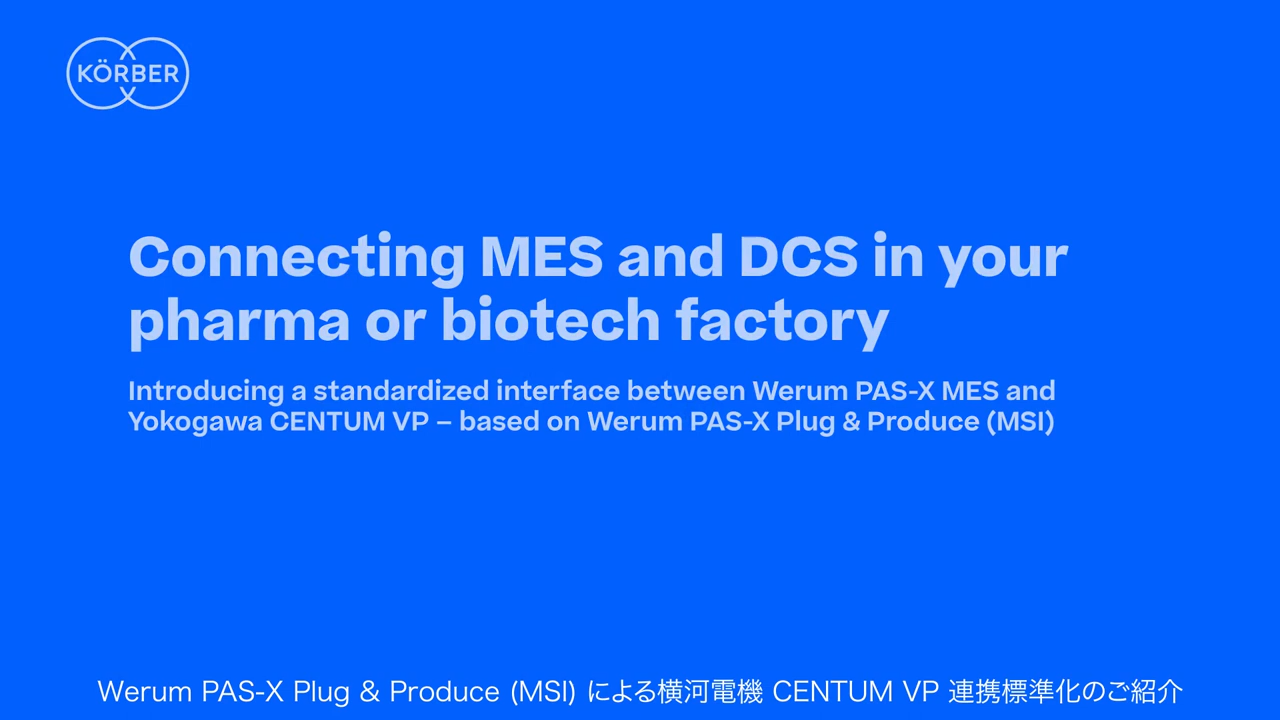 KÖRBER
Connecting MES and DCS in your
pharma or biotech factory
Introducing a standardized interface between Werum PAS-X MES and
Yokogawa CENTUM VP – based on Werum PAS-X Plug & Produce (MSI)
Werum PAS-X Plug & Produce (MSI) による横河電機 CENTUM VP 連携標準化のご紹介